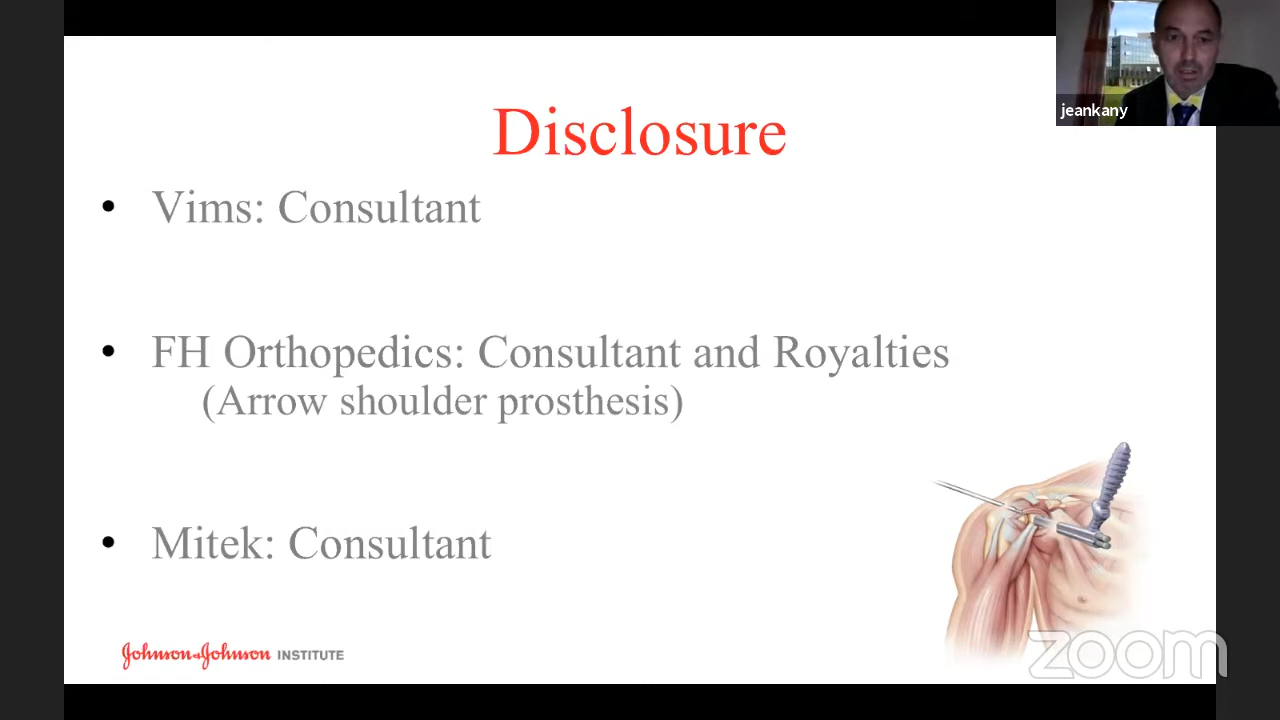 jeankany
Disclosure
• Vims: Consultant
• FH Orthopedics: Consultant and Royalties
(Arrow shoulder prosthesis)
• Mitek: Consultant
Johnson & Johnson INSTITUTE
zoom